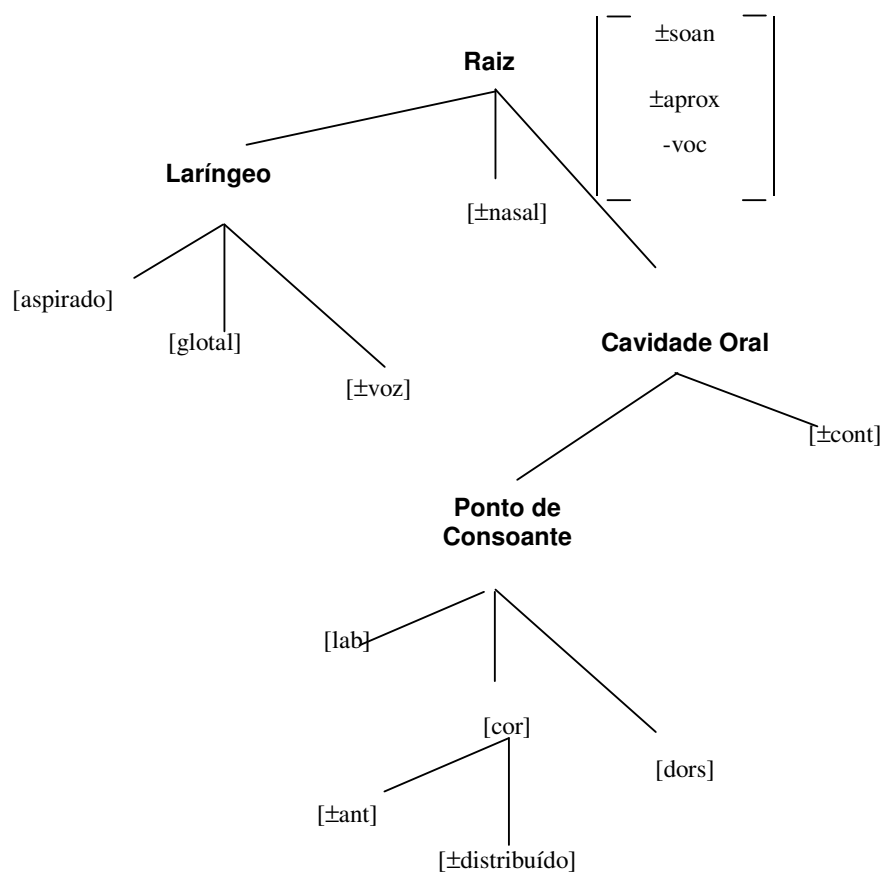 ±soan
Raiz
±aprox
-voc
Laríngeo
[±nasal]
[aspirado]
[glotal]
Cavidade Oral
[±voz]
[±cont]
Ponto de
Consoante
[lab]
[cor]
[dors]
[±ant]
[±distribuído]